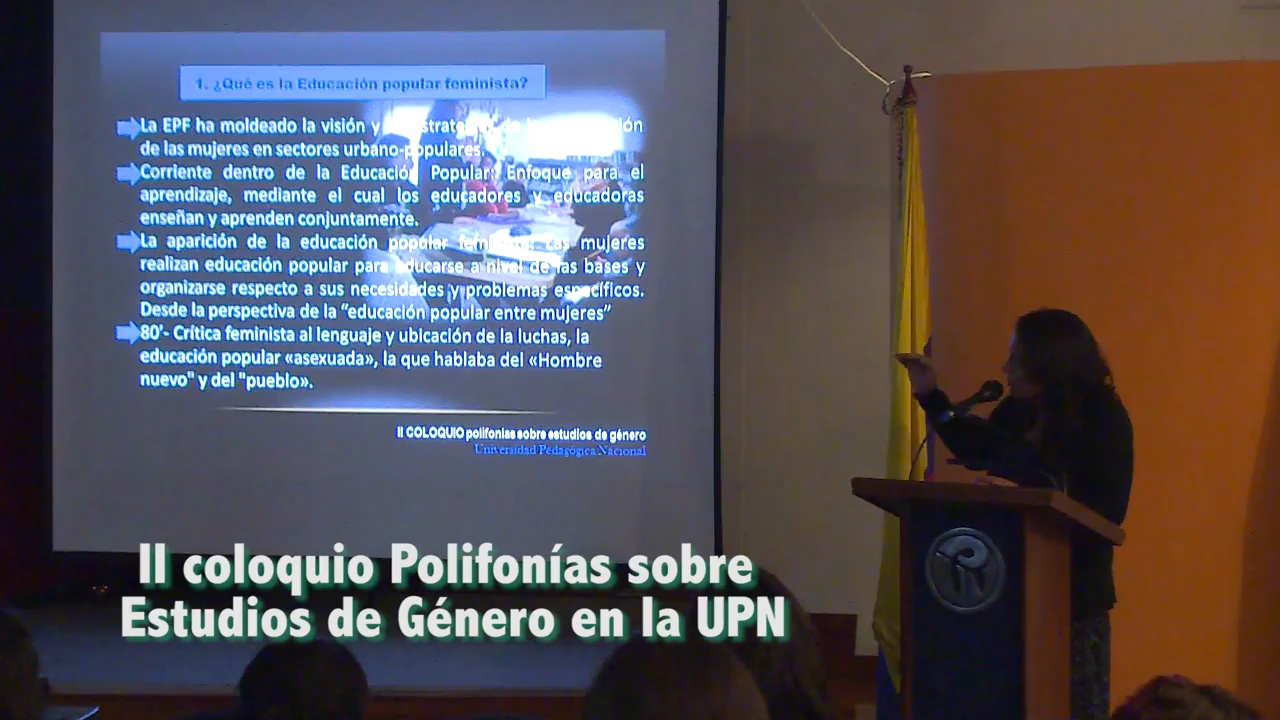 1. ¿Qué es la Educación popular feminista?
La EPF ha moldeado la visión y
de las mujeres en sectores urbano-populares.
Corriente dentro de la Educación Popular: Enfoque para el
aprendizaje, mediante el cual los educadores y educadoras
enseñan y aprenden conjuntamente.
La aparición de la educación popular feminista: Las mujeres
realizan educación popular para educarse a nivel de las bases y
organizarse respecto a sus necesidades y problemas específicos.
Desde la perspectiva de la "educación popular entre mujeres"
80'- Crítica feminista al lenguaje y ubicación de la luchas, la
educación popular «asexuada», la que hablaba del «Hombre
nuevo" y del "pueblo».
II COLOQUIO polifonías sobre estudios de género
Universidad Pedagógica Nacional
II coloquio Polifonías sobre
Estudios de Género en la UPN